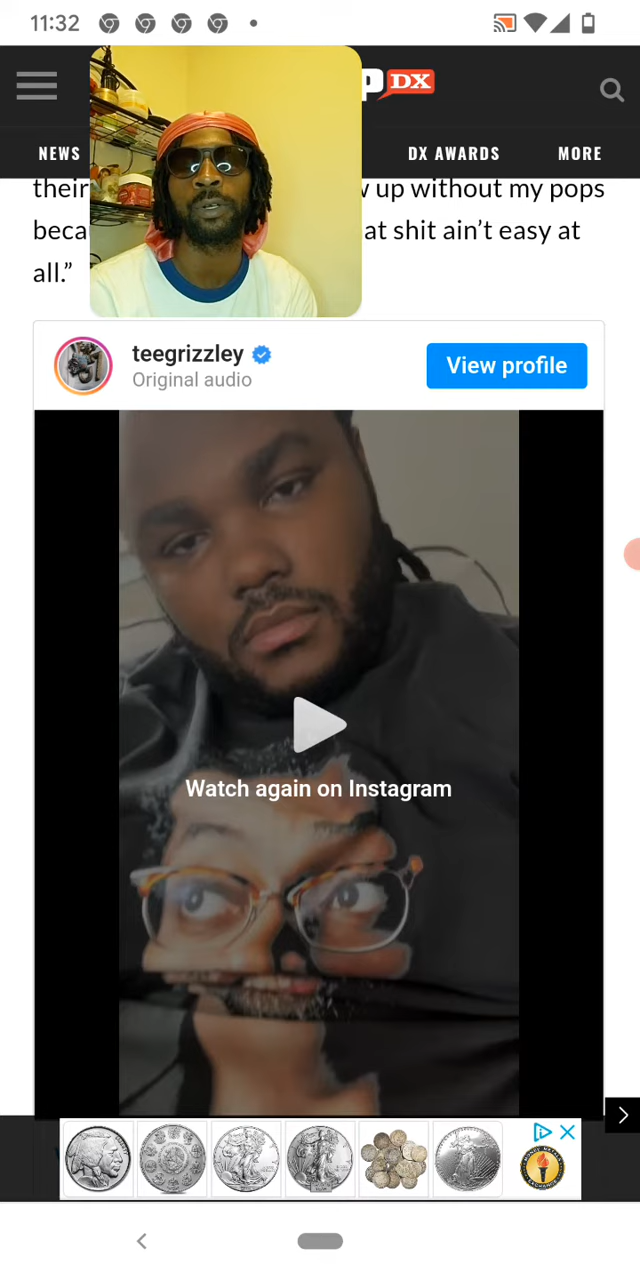 11:32
P DX
NEWS
DX AWARDS
MORE
their
w up without my pops
beca
at shit ain’t easy at
all.”
teegrizzley
Original audio
View profile
Watch again on Instagram